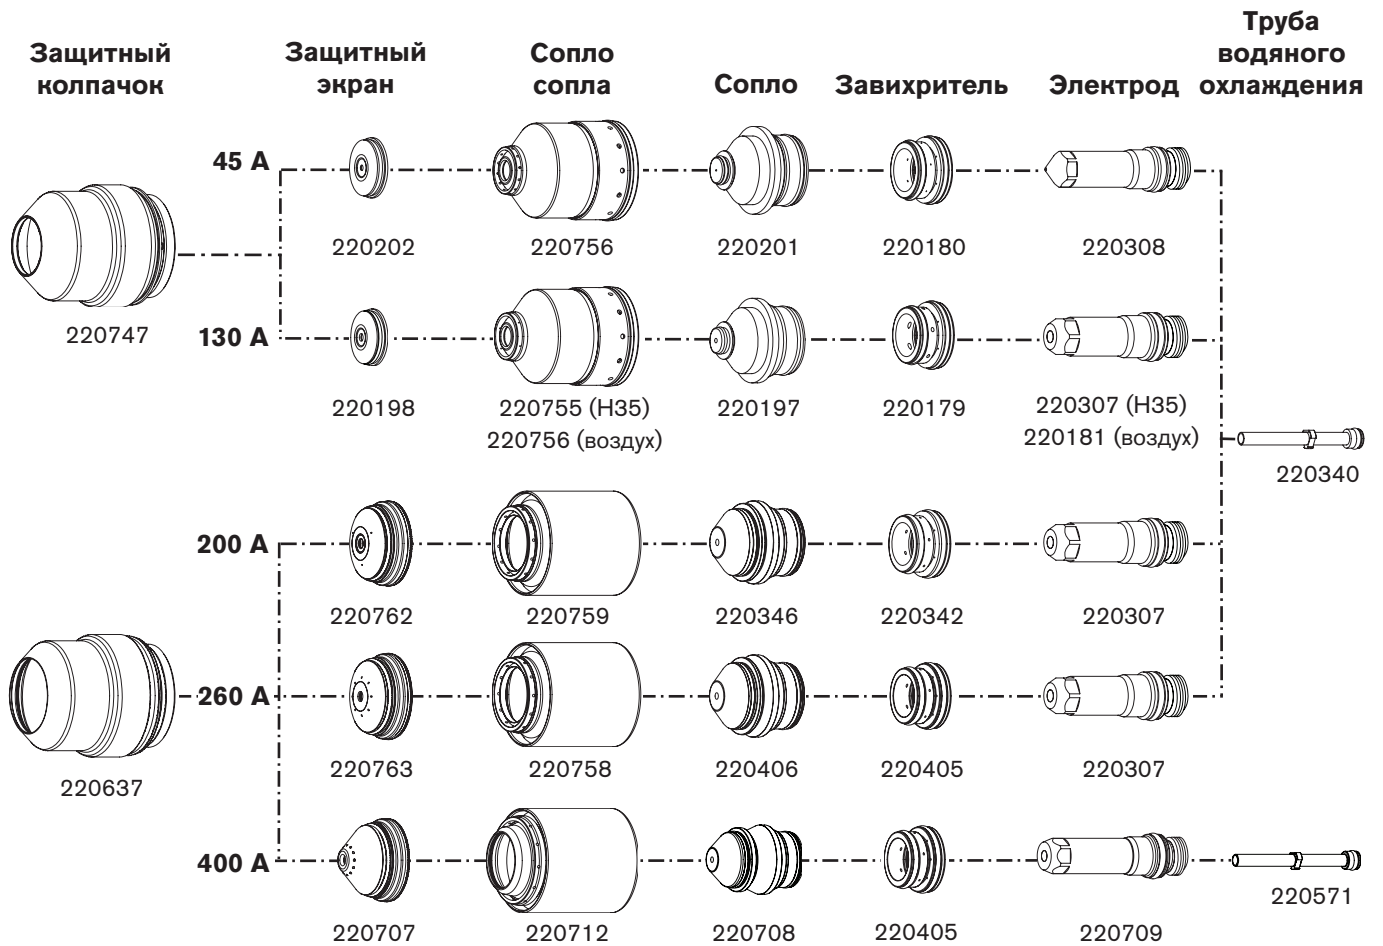 Защитный
колпачок
Защитный
экран
Сопло
сопла
Сопло
Завихритель
Электрод
Труба
водяного
охлаждения
45 A
220202
220756
220201
220180
220308
220747
130 A
220198
220755 (H35)
220756 (воздух)
220197
220179
220307 (H35)
220181 (воздух)
220340
200 A
220762
220759
220346
220342
220307
260 A
220637
220763
220758
220406
220405
220307
400 A
220707
220712
220708
220405
220709
220571